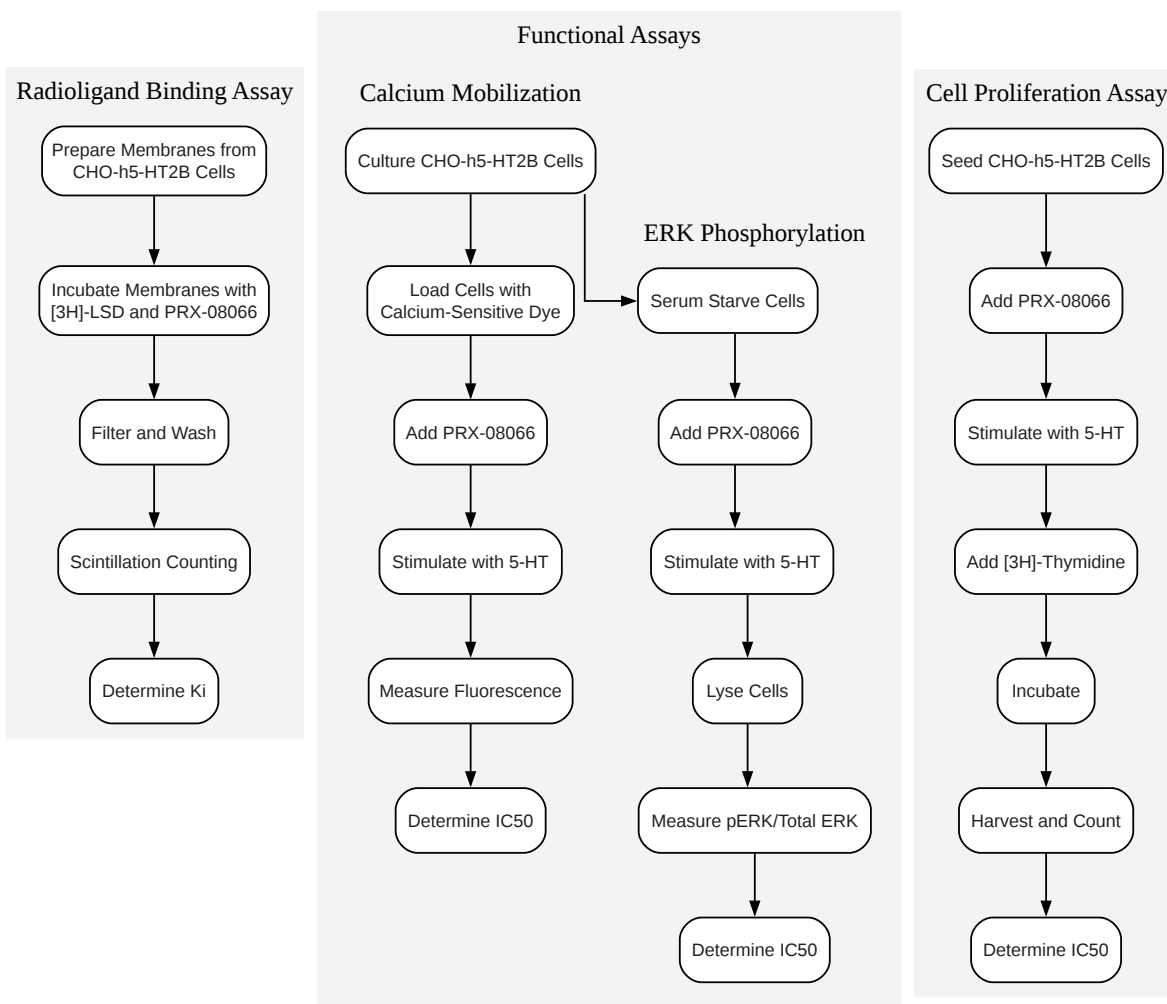 Radioligand Binding Assay
Prepare Membranes from
CHO-h5-HT2B Cells
Incubate Membranes with
[3H]-LSD and PRX-08066
Filter and Wash
Scintillation Counting
Determine Ki
Functional Assays
Calcium Mobilization
Culture CHO-h5-HT2B Cells
Load Cells with
Calcium-Sensitive Dye
Add PRX-08066
Stimulate with 5-HT
Measure Fluorescence
Determine IC50
ERK Phosphorylation
Serum Starve Cells
Add PRX-08066
Stimulate with 5-HT
Lyse Cells
Measure pERK/Total ERK
Determine IC50
Cell Proliferation Assay
Seed CHO-h5-HT2B Cells
Add PRX-08066
Stimulate with 5-HT
Add [3H]-Thymidine
Incubate
Harvest and Count
Determine IC50